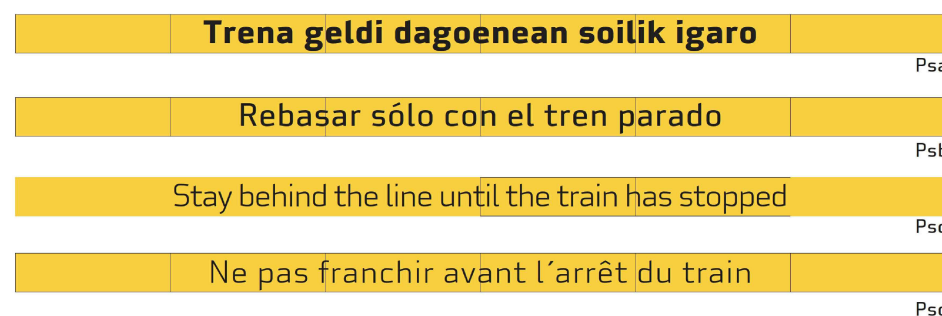 Trena geldi dagoenean soilik igaro
Rebasar sólo con el tren parado
Stay behind the line until the train has stopped
Ne pas franchir avant l´arrêt du train